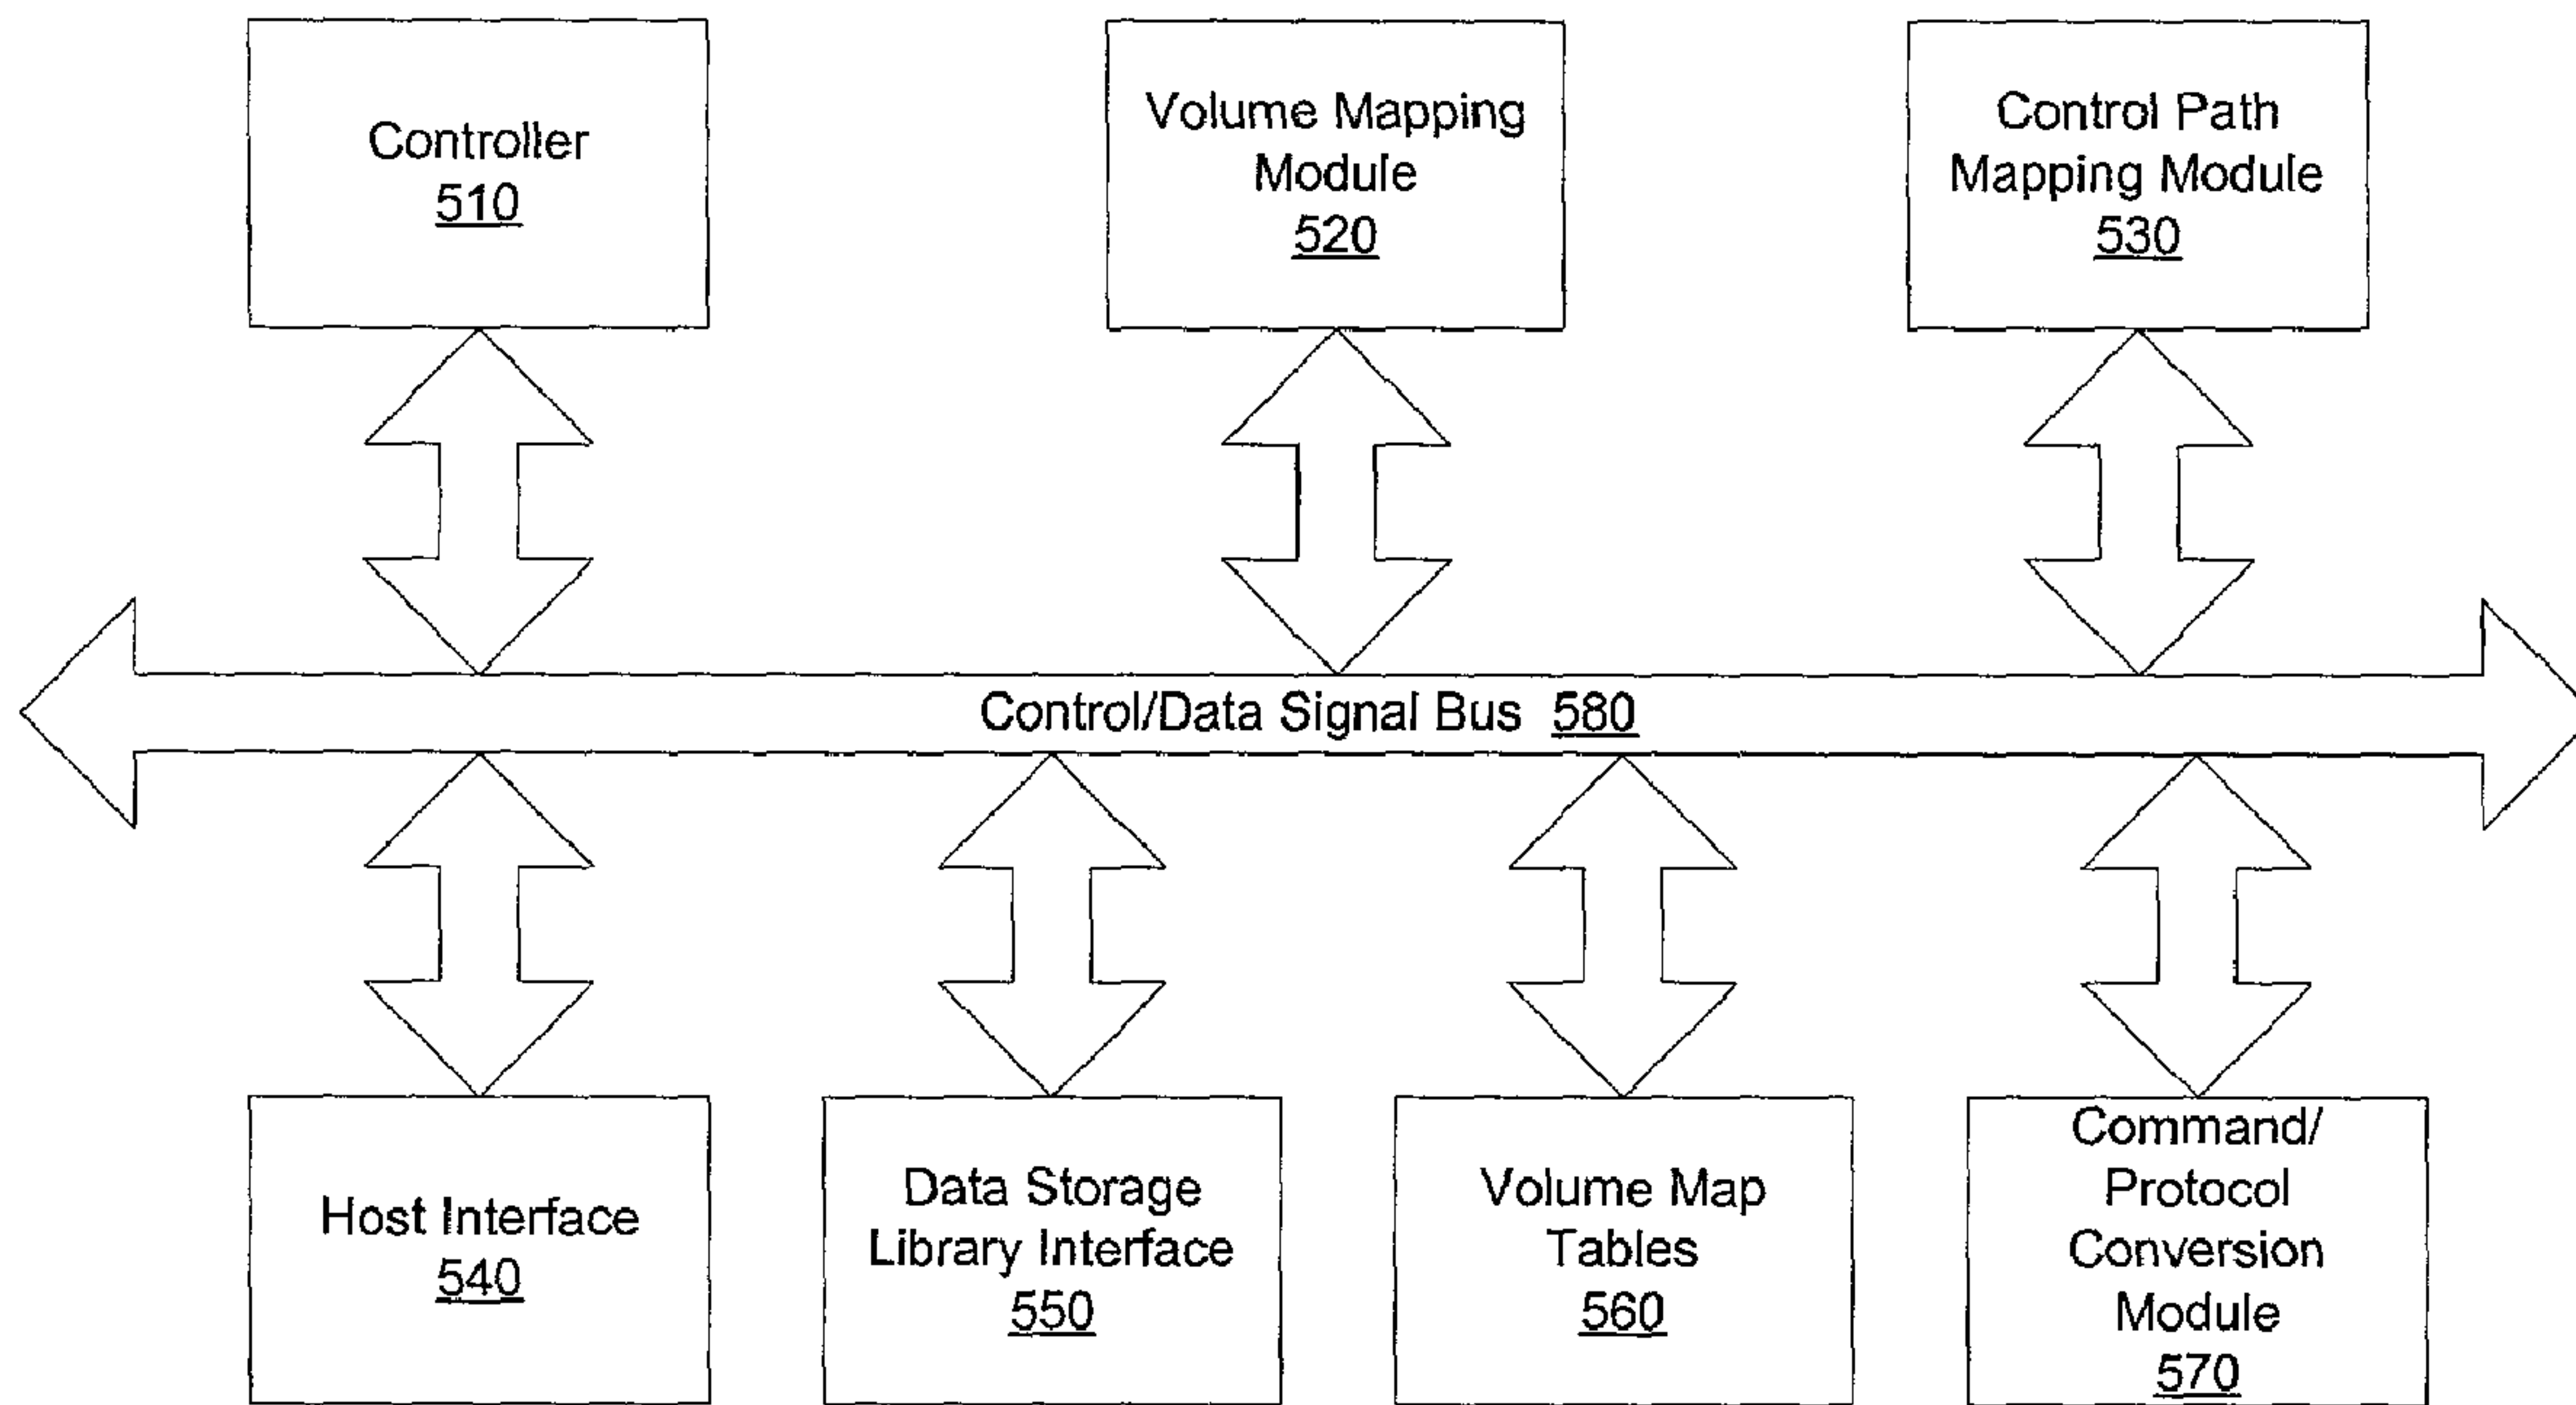 Controller
510
Volume Mapping
Module
520
Control Path
Mapping Module
530
Control/Data Signal Bus 580
Host Interface
540
Data Storage
Library Interface
550
Volume Map
Tables
560
Command/
Protocol
Conversion
Module
570